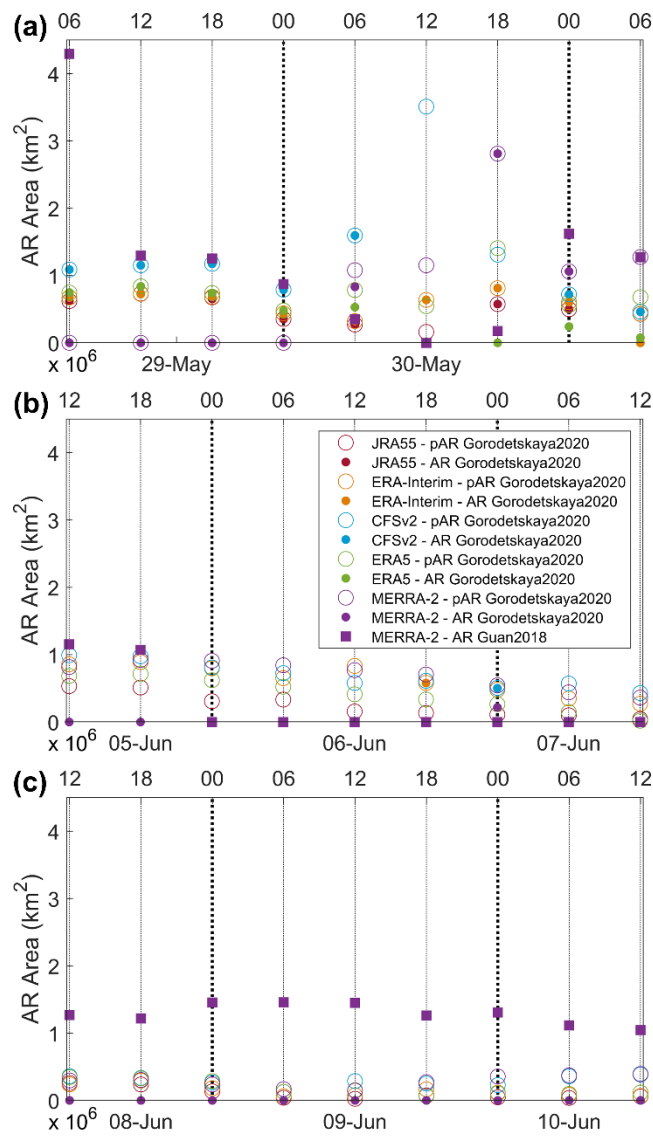 (a)
06 12 18 00 06 12 18 00 06
AR Area (km²)
4
3
2
1
0
x 10⁶ 29-May 30-May
(b)
12 18 00 06 12 18 00 06 12
AR Area (km²)
4
3
2
1
0
JRA55 - pAR Gorodetskaya2020
JRA55 - AR Gorodetskaya2020
ERA-Interim - pAR Gorodetskaya2020
ERA-Interim - AR Gorodetskaya2020
CFSv2 - pAR Gorodetskaya2020
CFSv2 - AR Gorodetskaya2020
ERA5 - pAR Gorodetskaya2020
ERA5 - AR Gorodetskaya2020
MERRA-2 - pAR Gorodetskaya2020
MERRA-2 - AR Gorodetskaya2020
MERRA-2 - AR Guan2018
x 10⁶ 05-Jun 06-Jun 07-Jun
(c)
12 18 00 06 12 18 00 06 12
AR Area (km²)
4
3
2
1
0
x 10⁶ 08-Jun 09-Jun 10-Jun